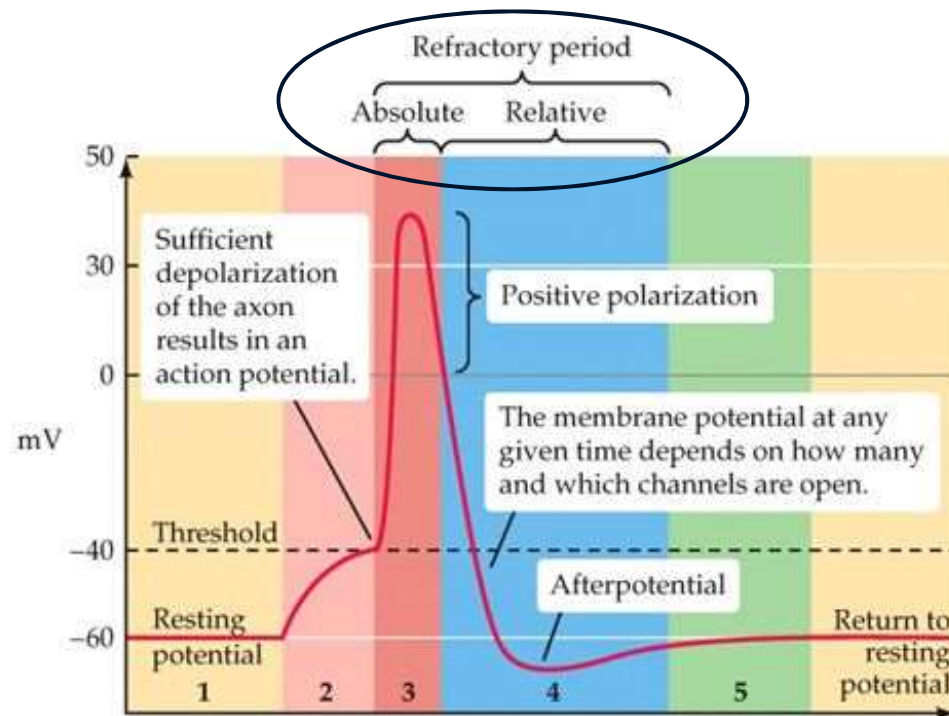 Refractory period
Absolute
Relative
50
30
0
mV
−40
−60
Sufficient
depolarization
of the axon
results in an
action potential.
Positive polarization
The membrane potential at any
given time depends on how many
and which channels are open.
Threshold
Afterpotential
Resting
potential
Return to
resting
potential
1
2
3
4
5